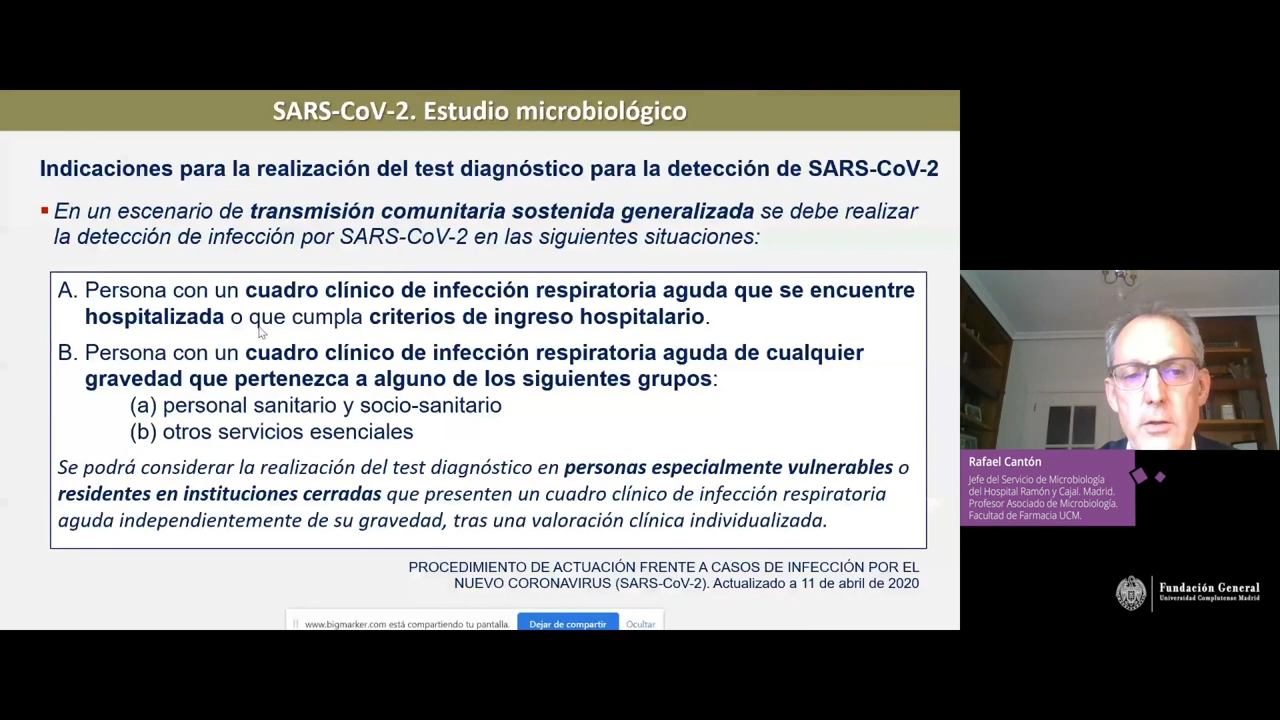 SARS-CoV-2. Estudio microbiológico
Indicaciones para la realización del test diagnóstico para la detección de SARS-CoV-2
En un escenario de transmisión comunitaria sostenida generalizada se debe realizar
la detección de infección por SARS-CoV-2 en las siguientes situaciones:
A. Persona con un cuadro clínico de infección respiratoria aguda que se encuentre
hospitalizada o que cumpla criterios de ingreso hospitalario.
B. Persona con un cuadro clínico de infección respiratoria aguda de cualquier
gravedad que pertenezca a alguno de los siguientes grupos:
(a) personal sanitario y socio-sanitario
(b) otros servicios esenciales
Se podrá considerar la realización del test diagnóstico en personas especialmente vulnerables o
residentes en instituciones cerradas que presenten un cuadro clínico de infección respiratoria
aguda independientemente de su gravedad, tras una valoración clínica individualizada.
PROCEDIMIENTO DE ACTUACIÓN FRENTE A CASOS DE INFECCIÓN POR EL
NUEVO CORONAVIRUS (SARS-CoV-2). Actualizado a 11 de abril de 2020
www.bigmarker.com está compartiendo tu pantalla. Dejar de compartir Ocultar
Rafael Cantón
Jefe del Servicio de Microbiología
del Hospital Ramón y Cajal. Madrid.
Profesor Asociado de Microbiología.
Facultad de Farmacia UCM.
Fundación General
Universidad Complutense Madrid